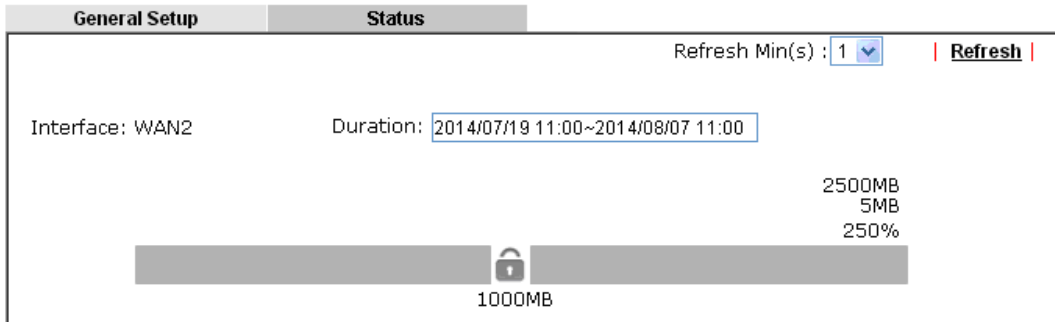 General Setup Status
Refresh Min(s) : 1 | Refresh |
Interface: WAN2 Duration: 2014/07/19 11:00~2014/08/07 11:00
2500MB
5MB
250%
1000MB